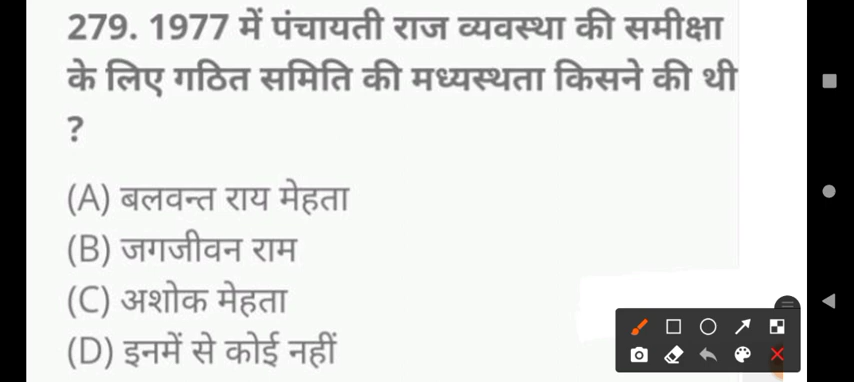 279. 1977 में पंचायती राज व्यवस्था की समीक्षा
के लिए गठित समिति की मध्यस्थता किसने की थी
?
(A) बलवन्त राय मेहता
(B) जगजीवन राम
(C) अशोक मेहता
(D) इनमें से कोई नहीं